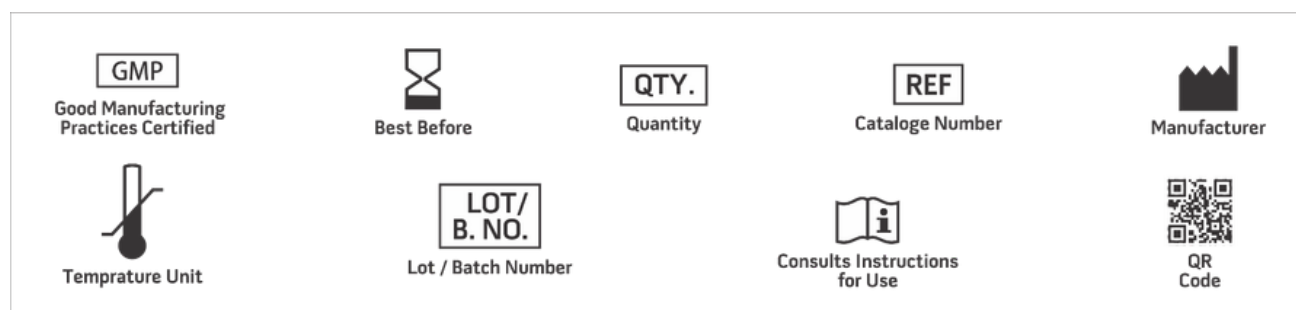 GMP
Good Manufacturing
Practices Certified
Best Before
QTY.
Quantity
REF
Cataloge Number
Manufacturer
Temprature Unit
LOT/
B. NO.
Lot / Batch Number
i
Consults Instructions
for Use
QR
Code